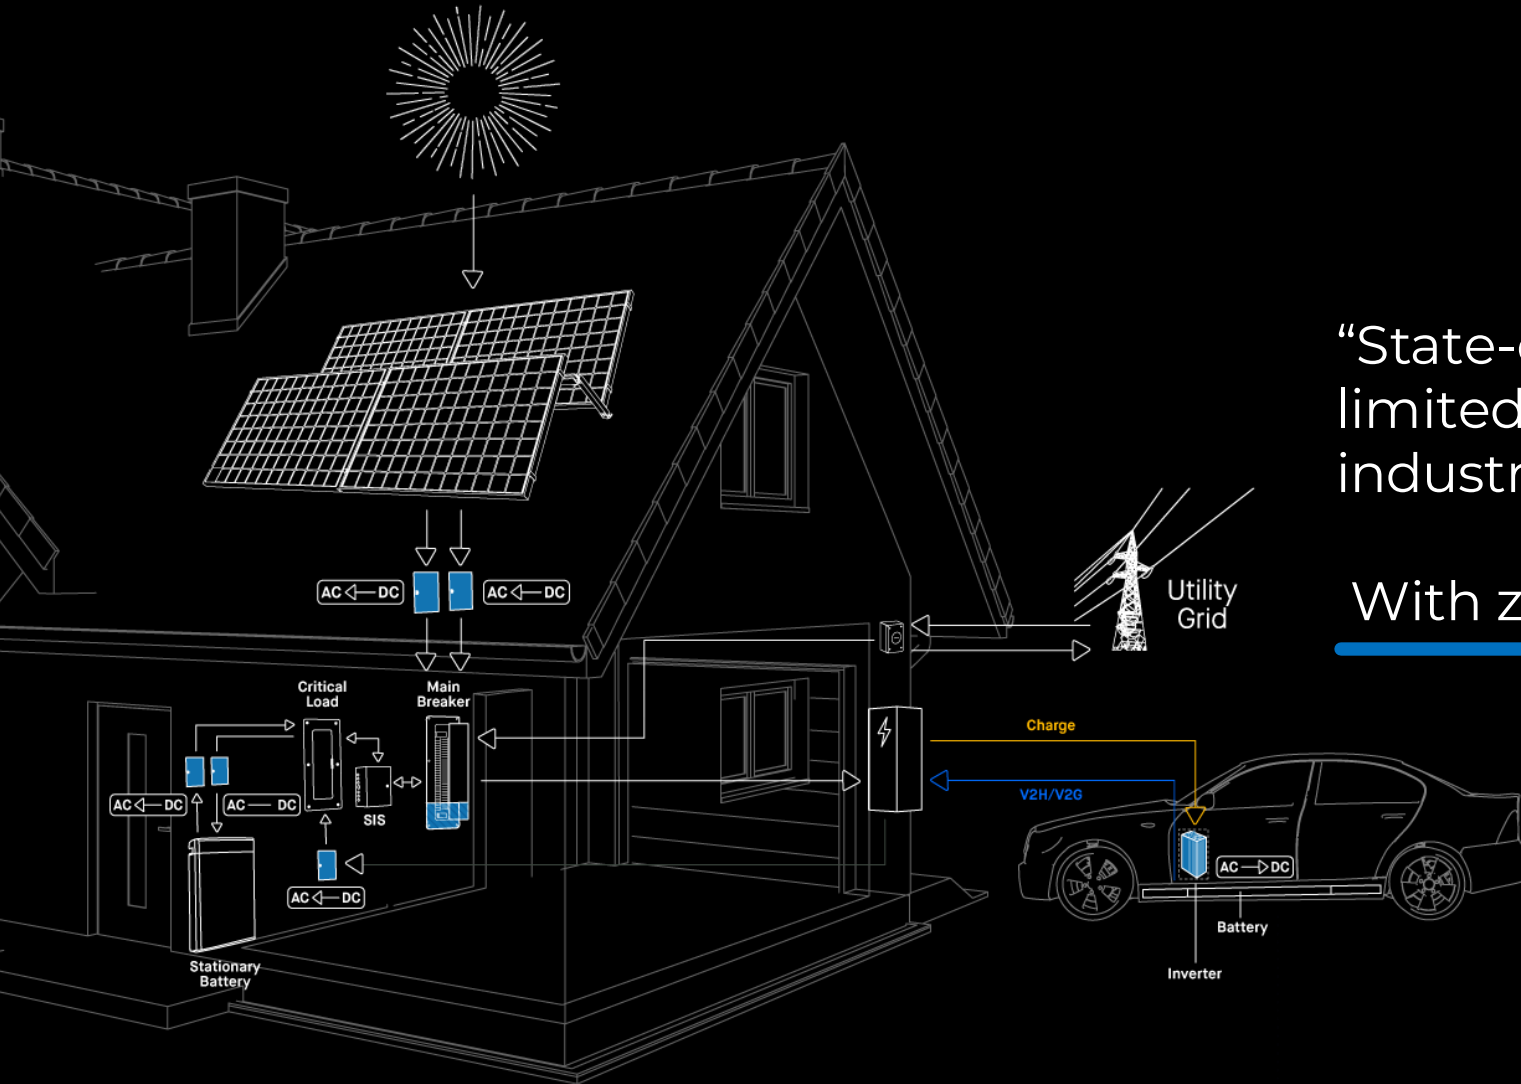 “State-
limited
industr
With z
Utility
Grid
AC DC
AC DC
Critical
Load
Main
Breaker
Charge
V2H/V2G
AC DC
AC DC
SIS
AC DC
AC DC
Stationary
Battery
Battery
Inverter